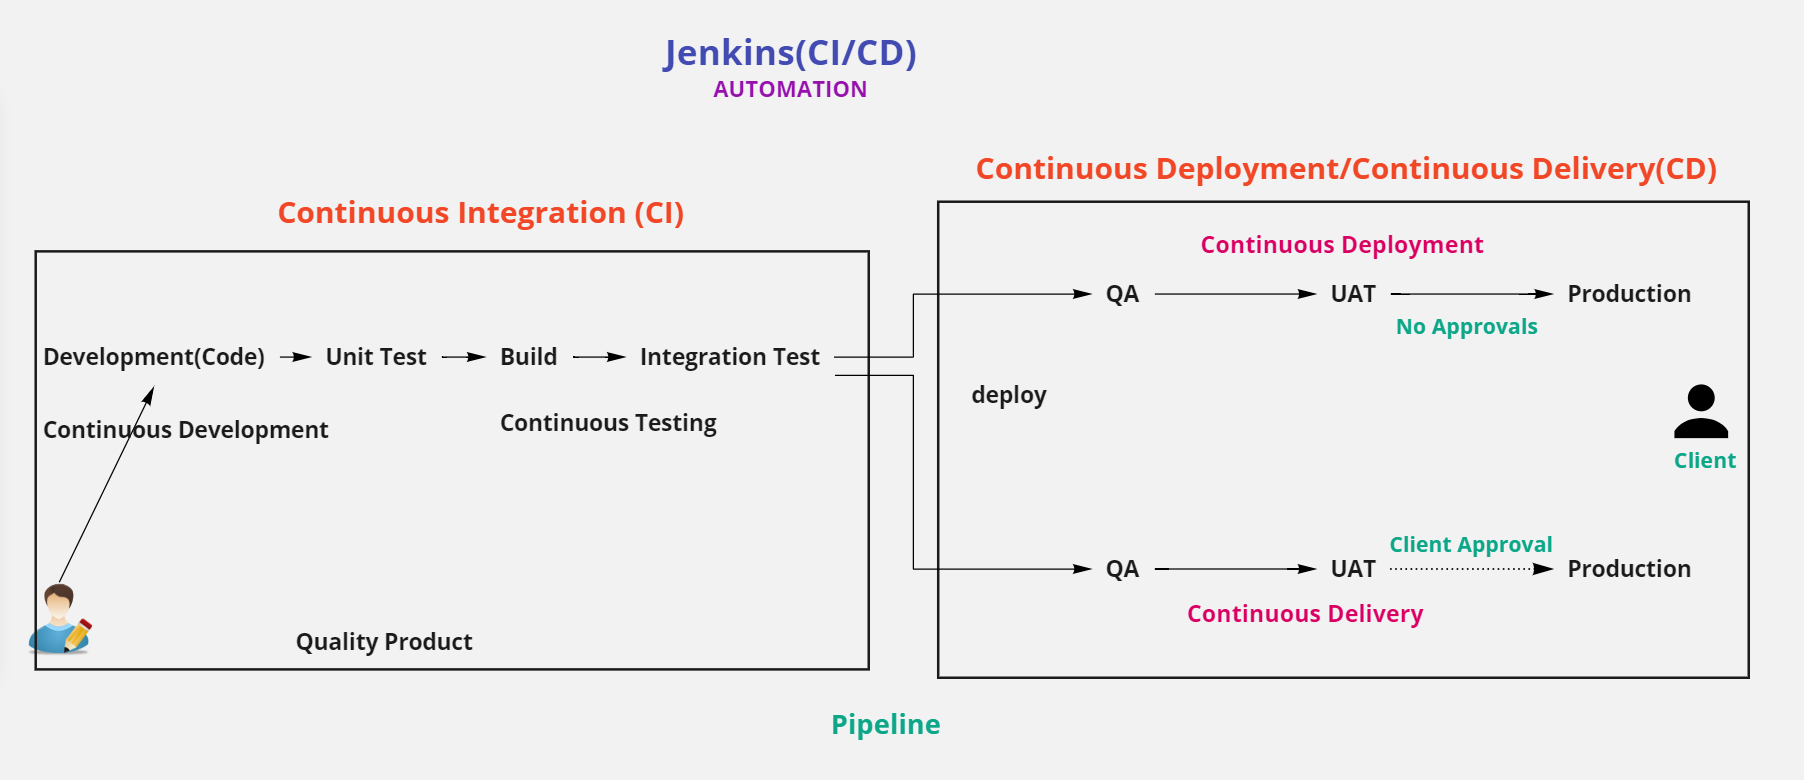 Jenkins(CI/CD)
AUTOMATION
Continuous Integration (CI)
Development(Code)
Unit Test
Build
Integration Test
Continuous Development
Continuous Testing
Quality Product
Continuous Deployment/Continuous Delivery(CD)
Continuous Deployment
QA
UAT
Production
No Approvals
deploy
Client
Client Approval
QA
UAT
Production
Continuous Delivery
Pipeline